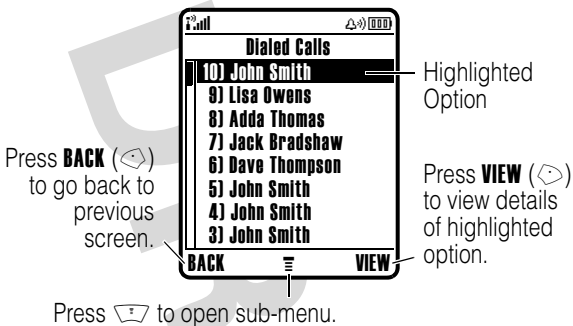 Dialed Calls
10) John Smith
9) Lisa Owens
8) Adda Thomas
7) Jack Bradshaw
6) Dave Thompson
5) John Smith
4) John Smith
3) John Smith
BACK VIEW
Highlighted
Option
Press BACK ( )
to go back to
previous
screen.
Press VIEW ( )
to view details
of highlighted
option.
Press to open sub-menu.